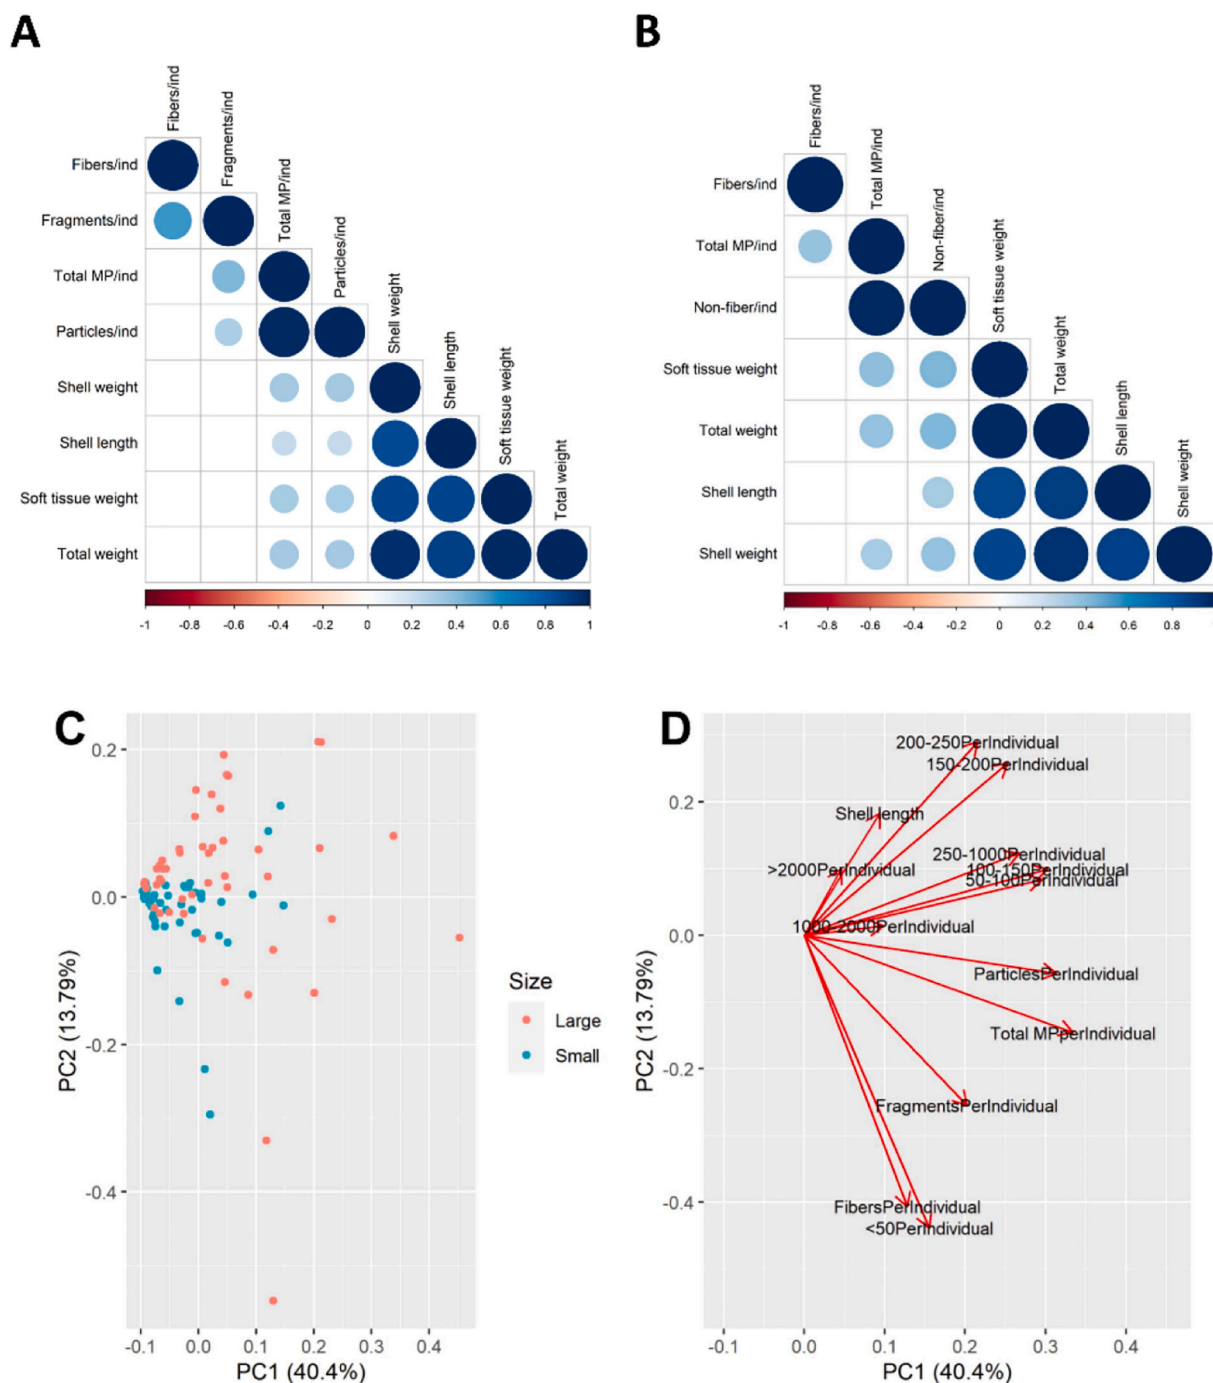 A
Fibers/ind
Fragments/ind
Total MP/ind
Particles/ind
Shell weight
Shell length
Soft tissue weight
Total weight
Fibers/ind
Fragments/ind
Total MP/ind
Particles/ind
Shell weight
Shell length
Soft tissue weight
Total weight
-1 -0.8 -0.6 -0.4 -0.2 0 0.2 0.4 0.6 0.8 1
B
Fibers/ind
Total MP/ind
Non-fiber/ind
Soft tissue weight
Total weight
Shell length
Shell weight
Fibers/ind
Total MP/ind
Non-fiber/ind
Soft tissue weight
Total weight
Shell length
Shell weight
-1 -0.8 -0.6 -0.4 -0.2 0 0.2 0.4 0.6 0.8 1
C
PC2 (13.79%)
0.2
0.0
-0.2
-0.4
-0.1 0.0 0.1 0.2 0.3 0.4
PC1 (40.4%)
Size
Large
Small
D
PC2 (13.79%)
0.2
0.0
-0.2
-0.4
200-250PerIndividual
150-200PerIndividual
Shell length
250-1000PerIndividual
>2000PerIndividual
100-150PerIndividual
50-100PerIndividual
1000-2000PerIndividual
ParticlesPerIndividual
Total MPperIndividual
FragmentsPerIndividual
FibersPerIndividual
<50PerIndividual
-0.1 0.0 0.1 0.2 0.3 0.4
PC1 (40.4%)